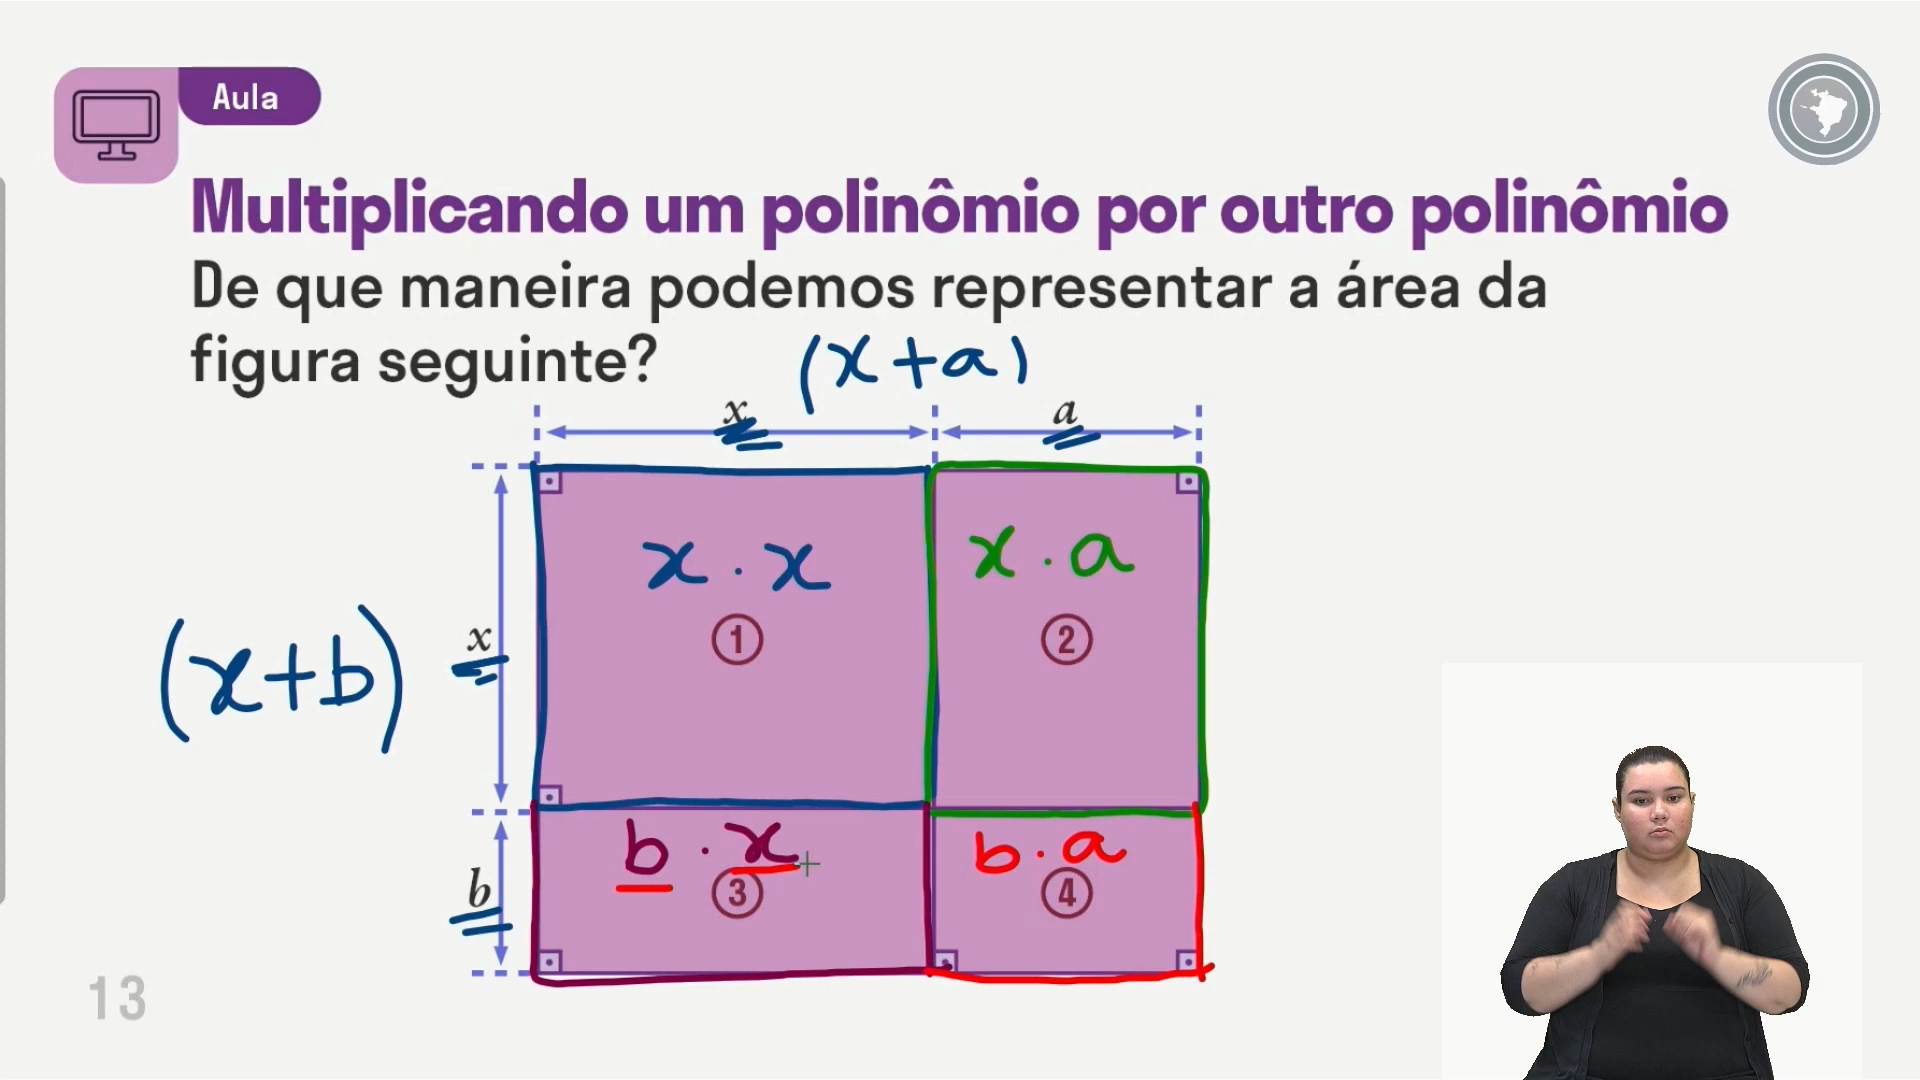 Aula
Multiplicando um polinômio por outro polinômio
De que maneira podemos representar a área da
figura seguinte?
(x+a)
x a
x · x x · a
1 2
(x+b) x
b · x b · a
3 4
b
13